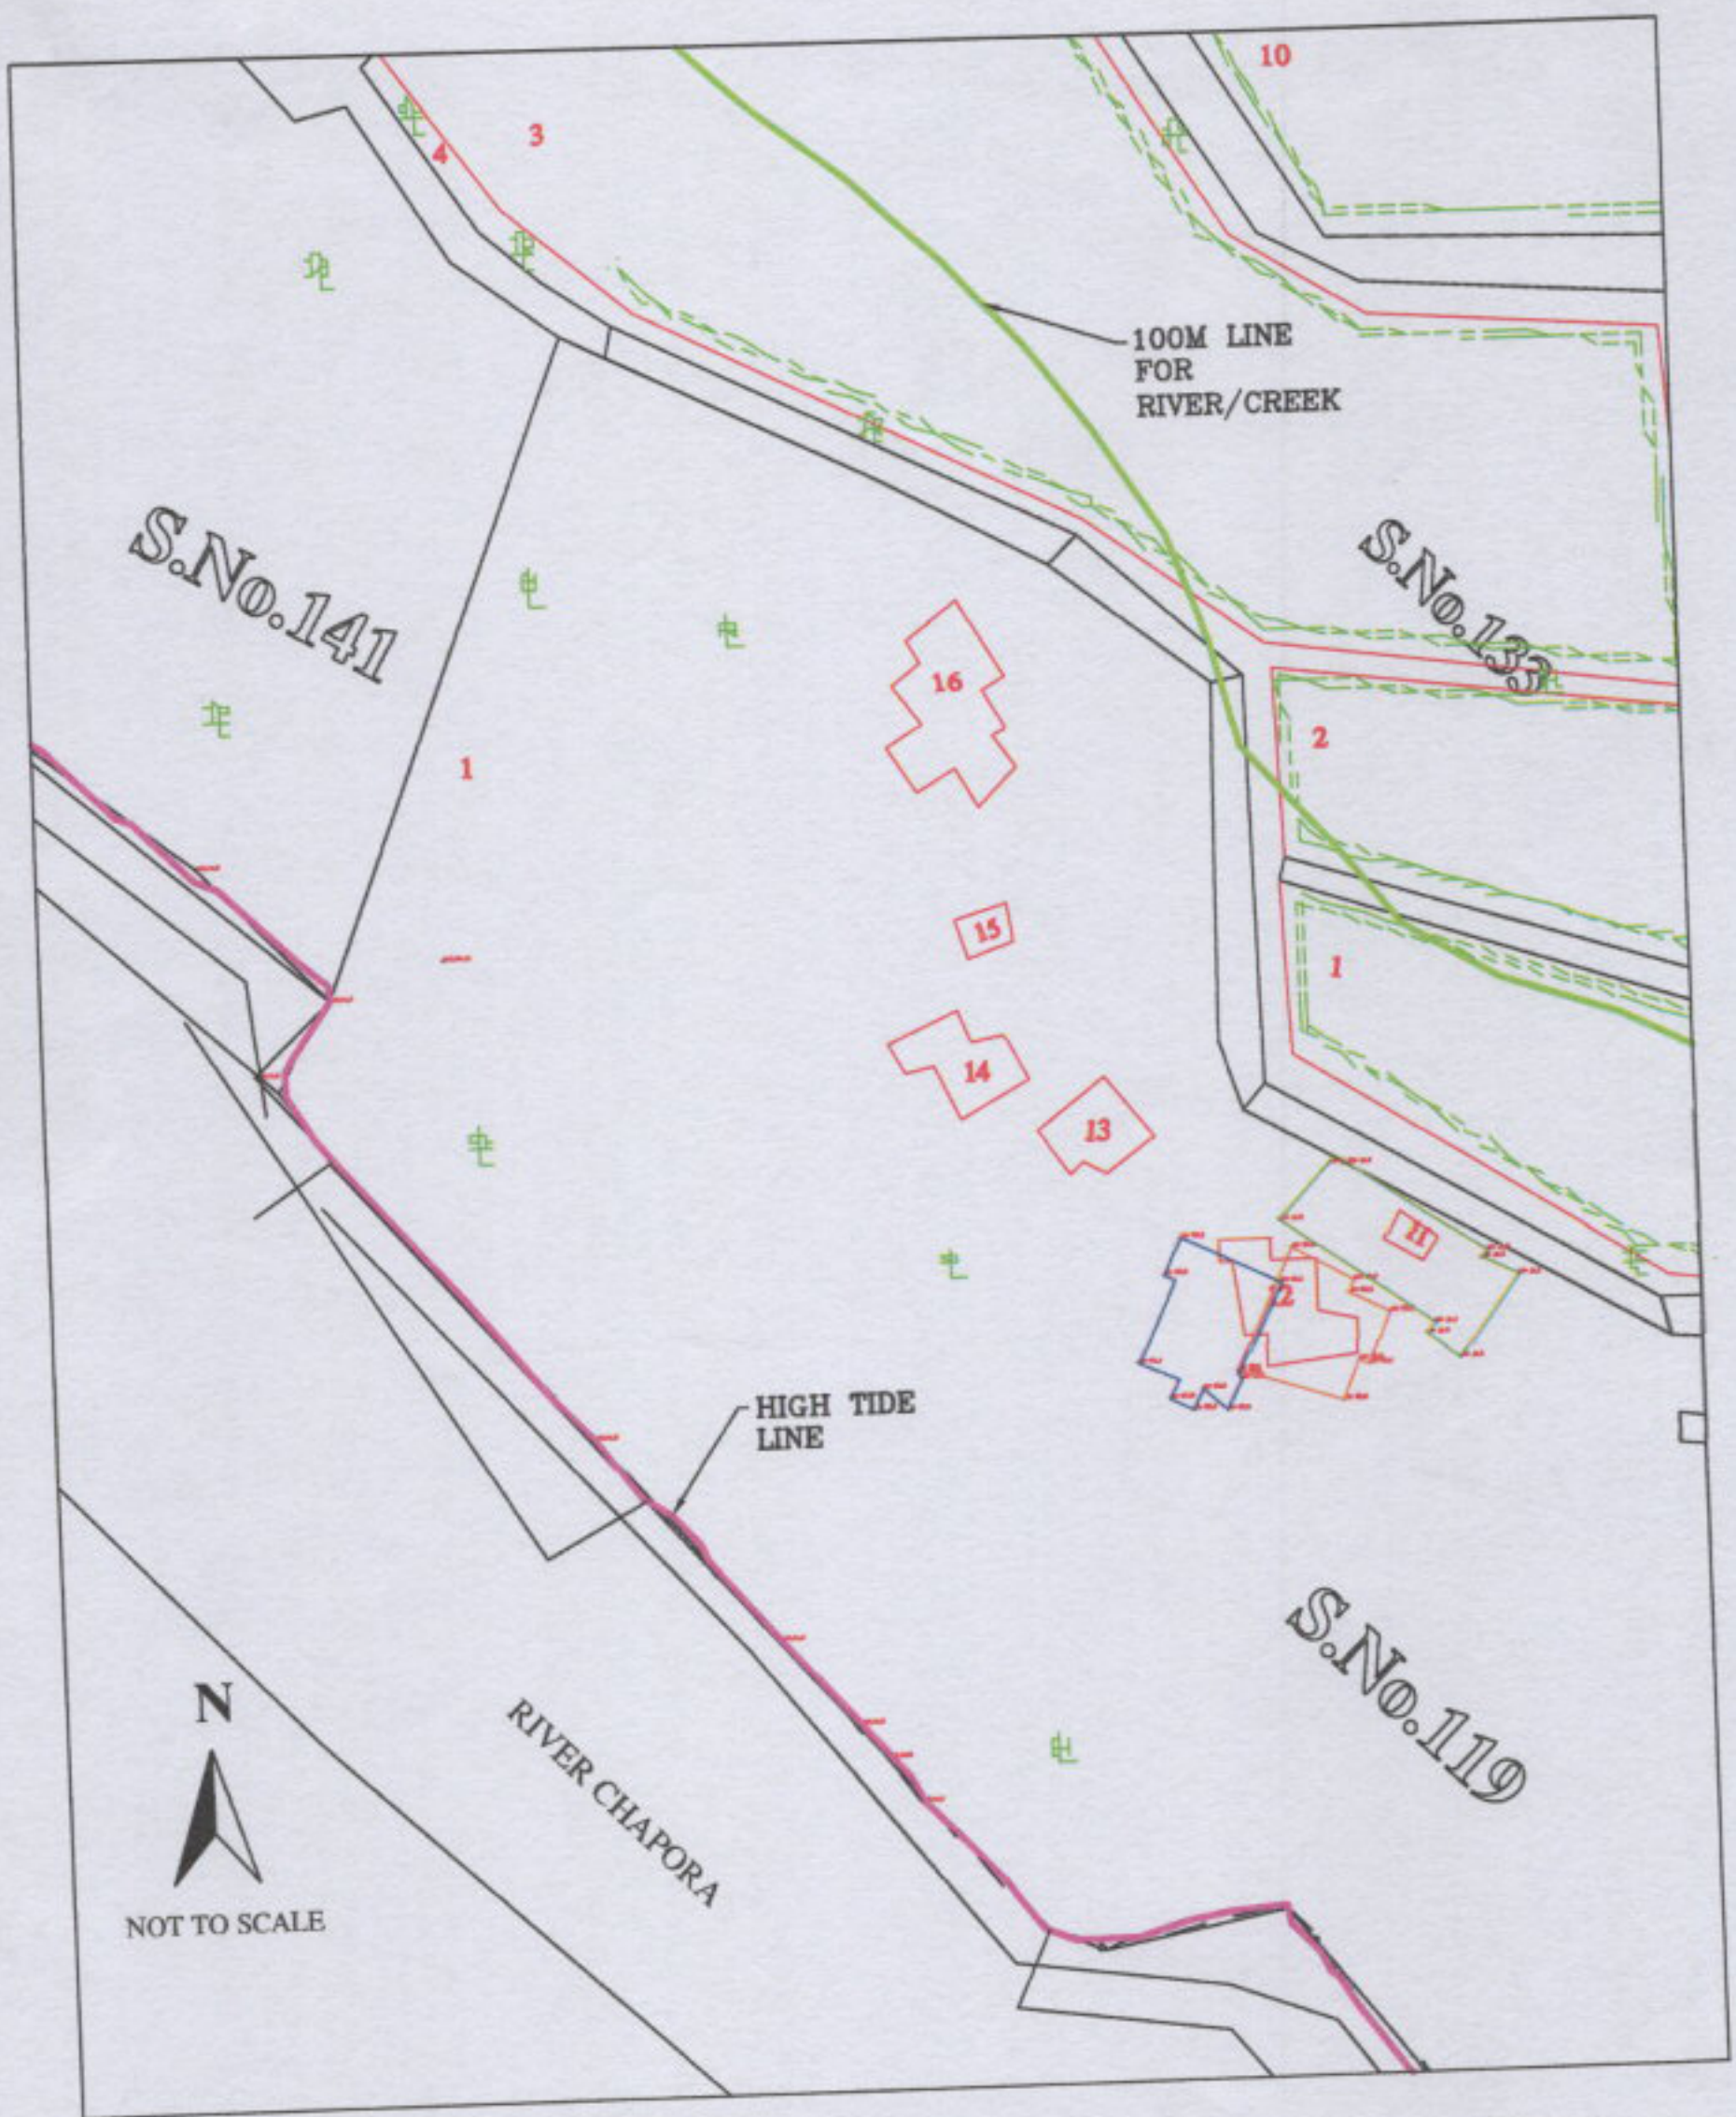 10
3
4
100M LINE
FOR
RIVER/CREEK
S.No.141
S.No.133
16
1
2
15
1
14
13
11
12
HIGH TIDE
LINE
S.No.119
N
RIVER CHAPORA
NOT TO SCALE